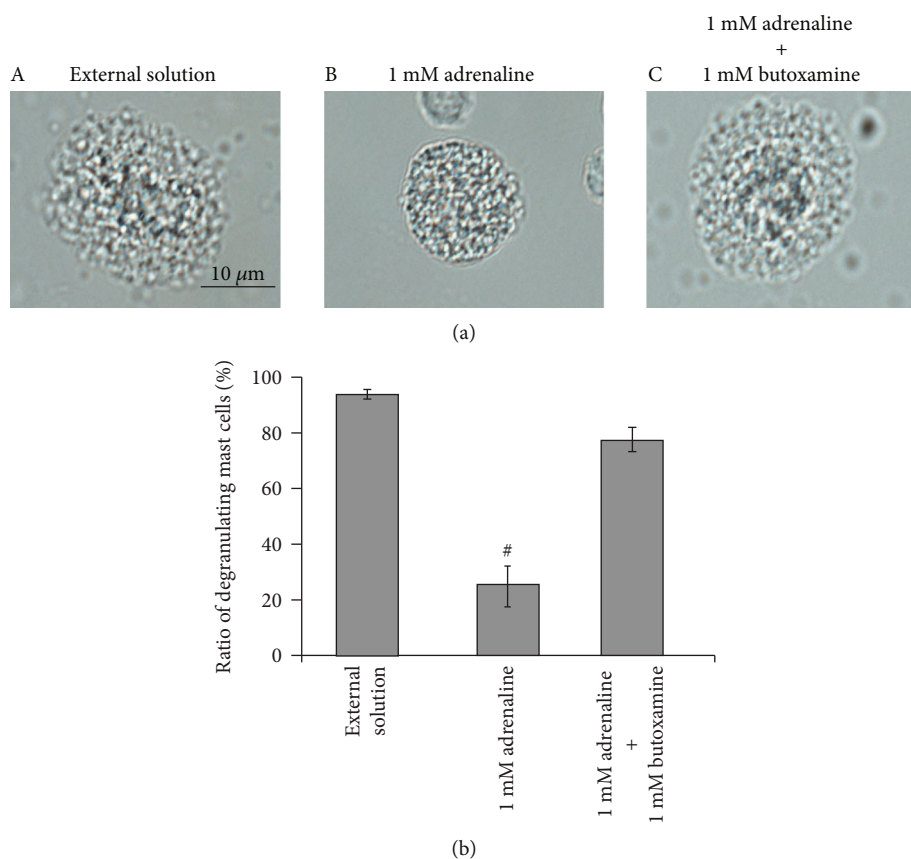 1 mM adrenaline
+
A External solution B 1 mM adrenaline C 1 mM butoxamine
10 μm
(a)
Ratio of degranulating mast cells (%)
100
80
60
40
20
0
#
External
solution
1 mM adrenaline
1 mM adrenaline
+
1 mM butoxamine
(b)